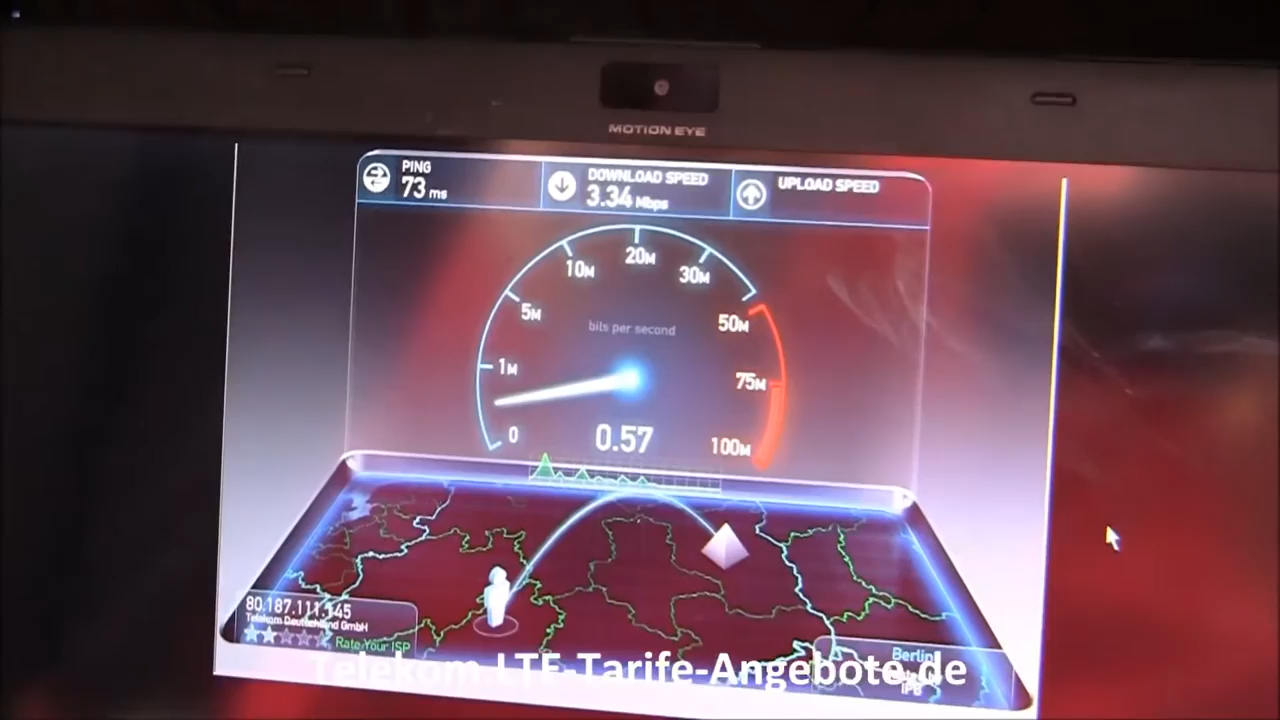 MOTION EYE
PING
73 ms
DOWNLOAD SPEED
3.34 Mbps
UPLOAD SPEED
20M
10M
30M
5M
50M
bits per second
1M
75M
0
0.57
100M
80.187.111.145
Telekom Deutschland GmbH
Rate Your ISP
Berlin
IPB
Telekom.LTE-Tarife-Angebote.de